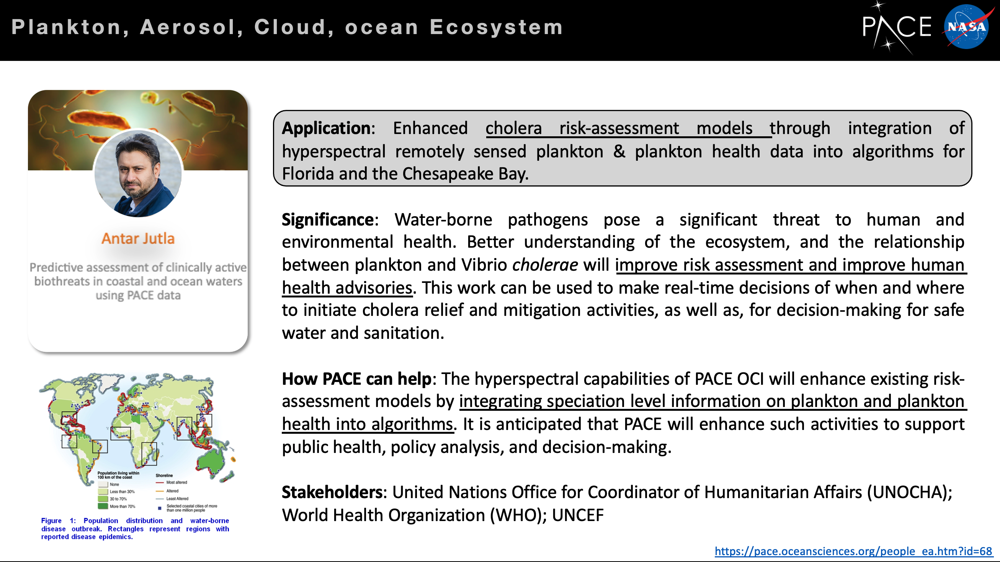 Plankton, Aerosol, Cloud, ocean Ecosystem
PACE
NASA
Antar Jutla
Predictive assessment of clinically active
biothreats in coastal and ocean waters
using PACE data
Population living within
100 km of the coast
None
Less than 30%
30 to 70%
More than 70%
Shoreline
Most altered
Altered
Least Altered
Selected coastal cities of more
than one million people
Figure 1: Population distribution and water-borne
disease outbreak. Rectangles represent regions with
reported disease epidemics.
Application: Enhanced cholera risk-assessment models through integration of
hyperspectral remotely sensed plankton & plankton health data into algorithms for
Florida and the Chesapeake Bay.
Significance: Water-borne pathogens pose a significant threat to human and
environmental health. Better understanding of the ecosystem, and the relationship
between plankton and Vibrio cholerae will improve risk assessment and improve human
health advisories. This work can be used to make real-time decisions of when and where
to initiate cholera relief and mitigation activities, as well as, for decision-making for safe
water and sanitation.
How PACE can help: The hyperspectral capabilities of PACE OCI will enhance existing risk-
assessment models by integrating speciation level information on plankton and plankton
health into algorithms. It is anticipated that PACE will enhance such activities to support
public health, policy analysis, and decision-making.
Stakeholders: United Nations Office for Coordinator of Humanitarian Affairs (UNOCHA);
World Health Organization (WHO); UNCEF
https://pace.oceansciences.org/people_ea.htm?id=68